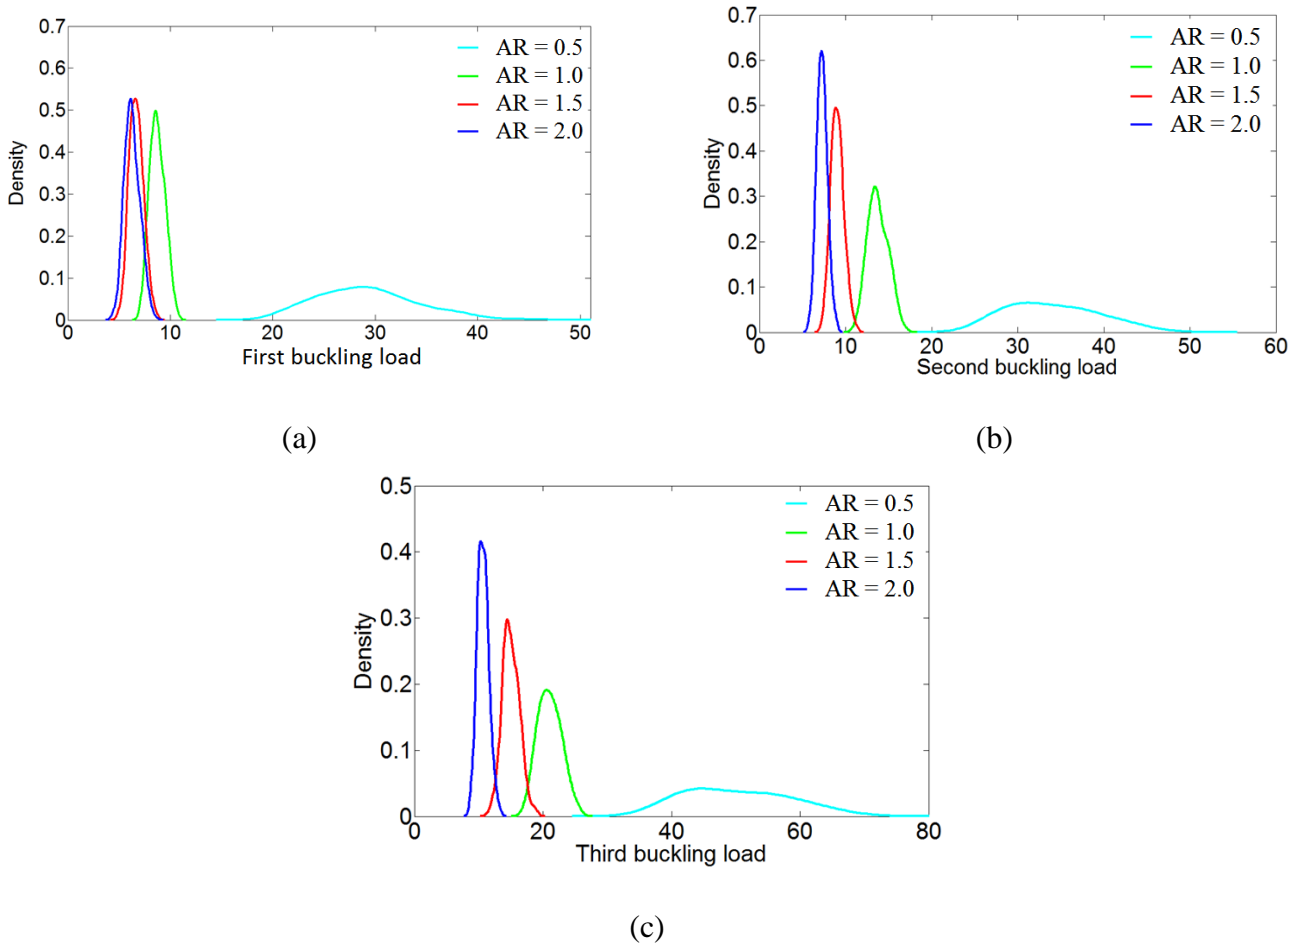 0.7
0.6
0.5
0.4
0.3
0.2
0.1
0
Density
0 10 20 30 40 50
First buckling load
AR = 0.5
AR = 1.0
AR = 1.5
AR = 2.0
(a)
0.7
0.6
0.5
0.4
0.3
0.2
0.1
0
Density
0 10 20 30 40 50 60
Second buckling load
AR = 0.5
AR = 1.0
AR = 1.5
AR = 2.0
(b)
0.5
0.4
0.3
0.2
0.1
0
Density
0 20 40 60 80
Third buckling load
AR = 0.5
AR = 1.0
AR = 1.5
AR = 2.0
(c)